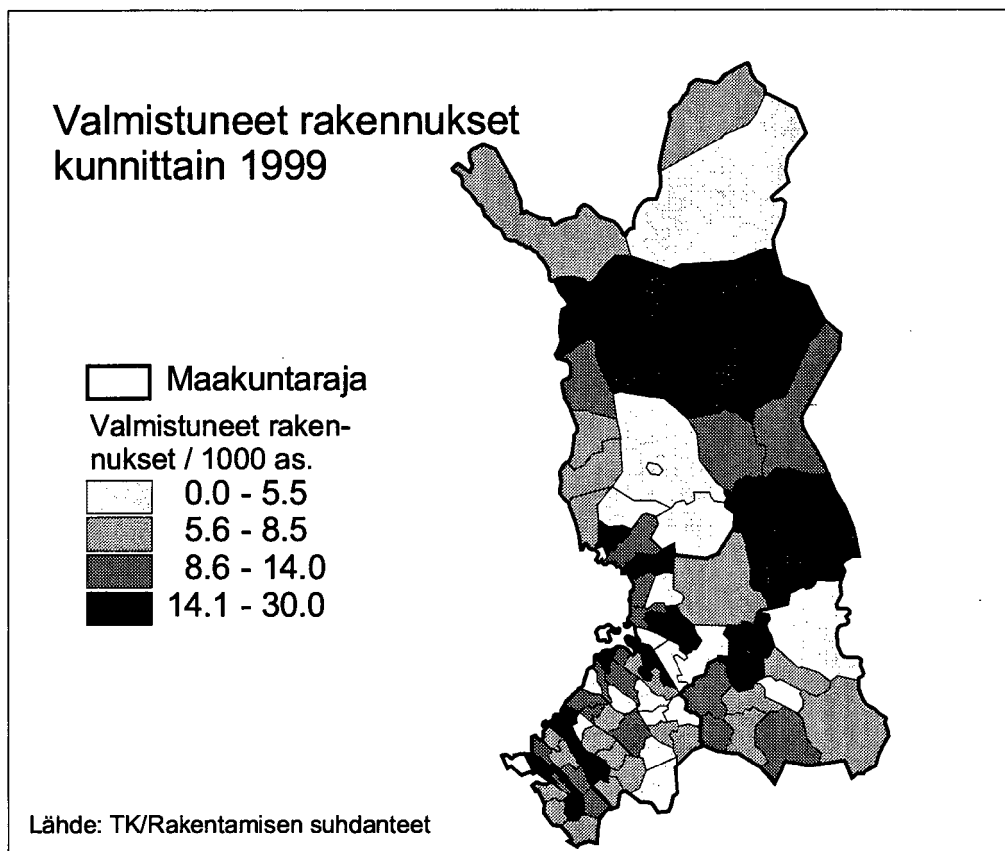 Valmistuneet rakennukset
kunnittain 1999
Maakuntaraja
Valmistuneet raken-
nukset / 1000 as.
0.0 - 5.5
5.6 - 8.5
8.6 - 14.0
14.1 - 30.0
Lähde: TK/Rakentamisen suhdanteet